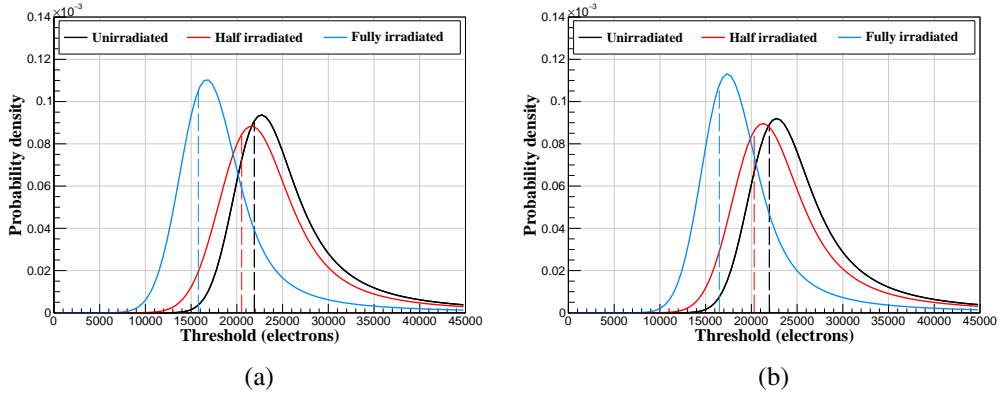 ×10⁻³
0.14
0.12
0.1
0.08
0.06
0.04
0.02
0
Probability density
Unirradiated Half irradiated Fully irradiated
0 5000 10000 15000 20000 25000 30000 35000 40000 45000
Threshold (electrons)
(a)
×10⁻³
0.14
0.12
0.1
0.08
0.06
0.04
0.02
0
Probability density
Unirradiated Half irradiated Fully irradiated
0 5000 10000 15000 20000 25000 30000 35000 40000 45000
Threshold (electrons)
(b)